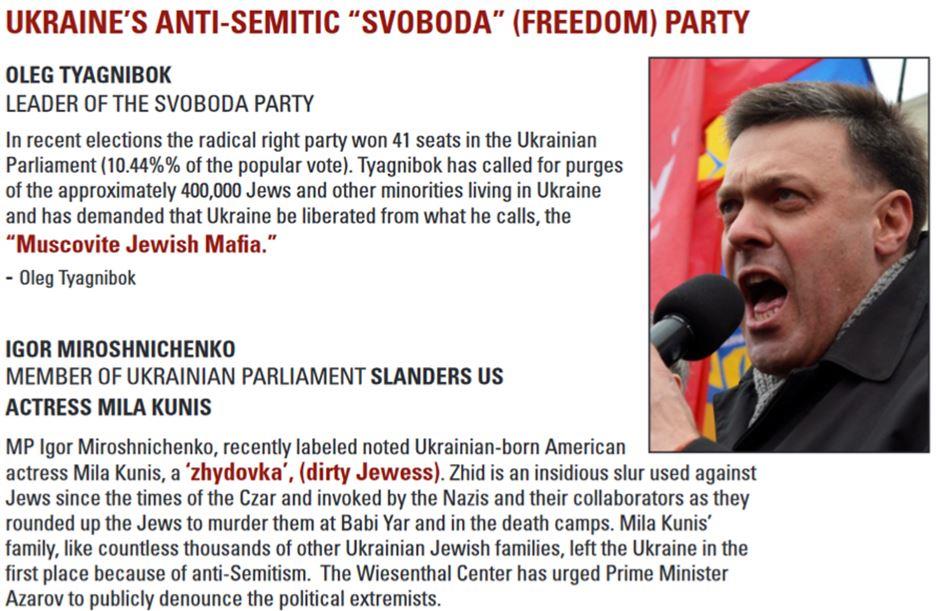 UKRAINE’S ANTI-SEMITIC “SVOBODA” (FREEDOM) PARTY
OLEG TYAGNIBOK
LEADER OF THE SVOBODA PARTY
In recent elections the radical right party won 41 seats in the Ukrainian
Parliament (10.44%% of the popular vote). Tyagnibok has called for purges
of the approximately 400,000 Jews and other minorities living in Ukraine
and has demanded that Ukraine be liberated from what he calls, the
“Muscovite Jewish Mafia.”
- Oleg Tyagnibok
IGOR MIROSHNICHENKO
MEMBER OF UKRAINIAN PARLIAMENT SLANDERS US
ACTRESS MILA KUNIS
MP Igor Miroshnichenko, recently labeled noted Ukrainian-born American
actress Mila Kunis, a ‘zhydovka’, (dirty Jewess). Zhid is an insidious slur used against
Jews since the times of the Czar and invoked by the Nazis and their collaborators as they
rounded up the Jews to murder them at Babi Yar and in the death camps. Mila Kunis’
family, like countless thousands of other Ukrainian Jewish families, left the Ukraine in the
first place because of anti-Semitism.  The Wiesenthal Center has urged Prime Minister
Azarov to publicly denounce the political extremists.